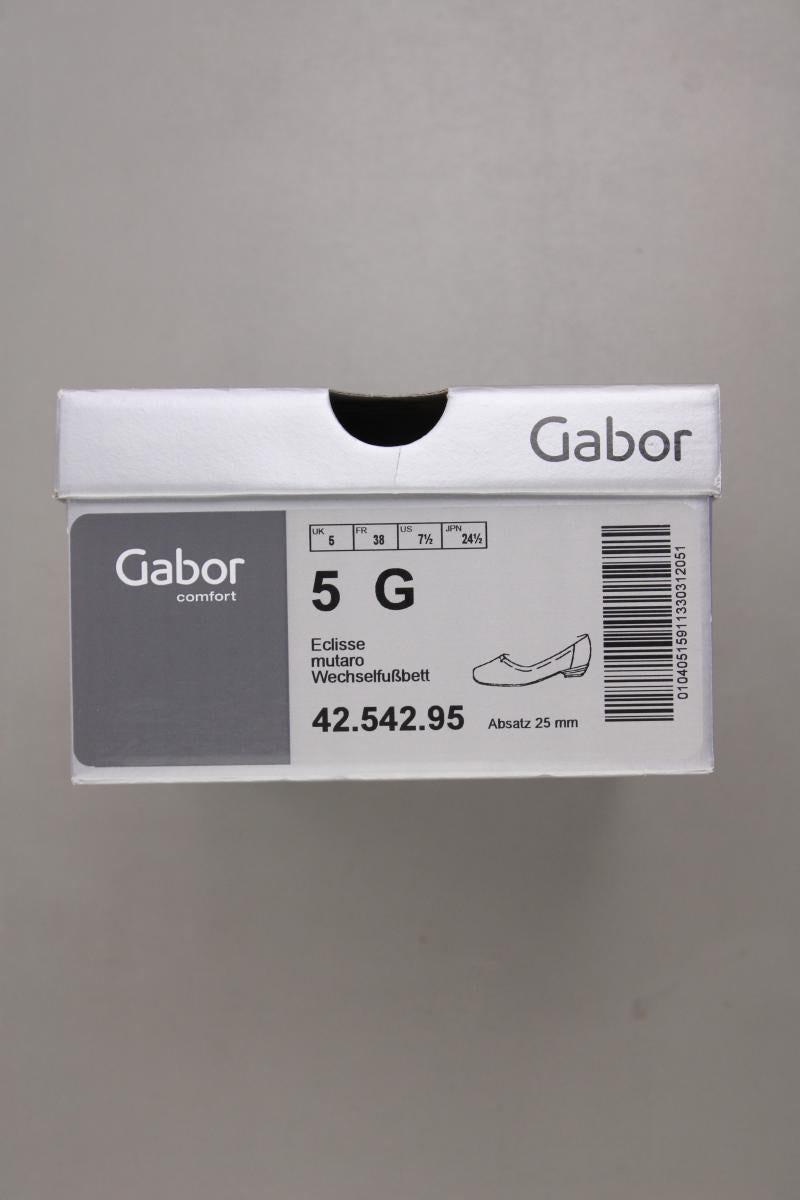 Gabor
Gabor
comfort
UK 5 FR 38 US 7½ JPN 24½
5 G
Eclisse
mutaro
Wechselfußbett
42.542.95
Absatz 25 mm
01040515911330312051